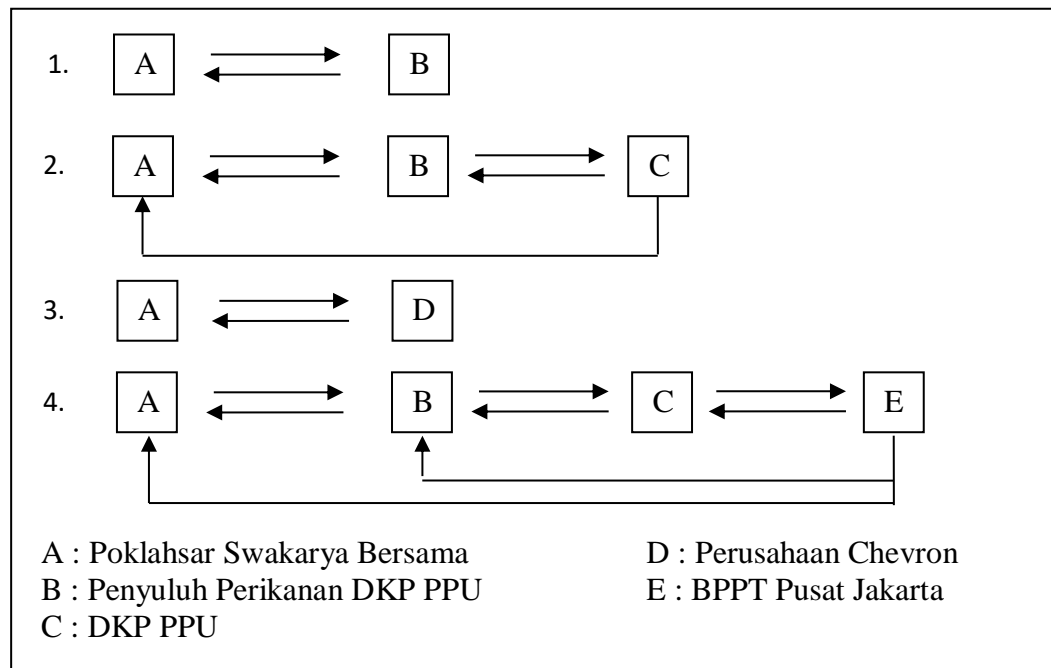 1. A B
2. A B C
3. A D
4. A B C E
A : Poklahsar Swakarya Bersama D : Perusahaan Chevron
B : Penyuluh Perikanan DKP PPU E : BPPT Pusat Jakarta
C : DKP PPU